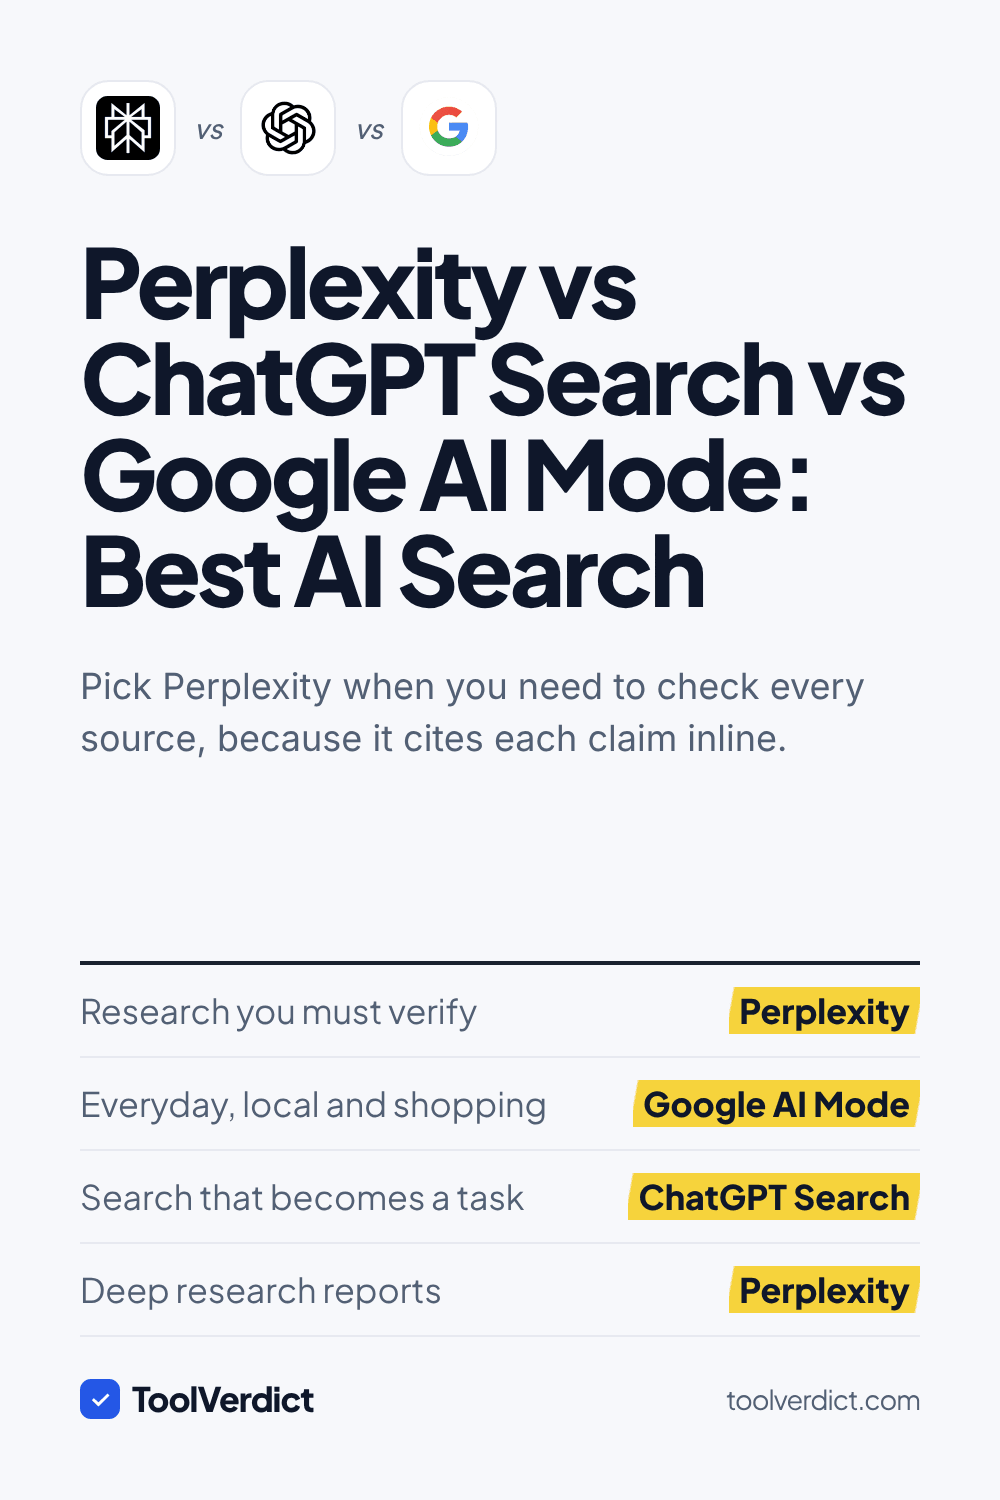 vs vs
Perplexity vs
ChatGPT Search vs
Google AI Mode:
Best AI Search
Pick Perplexity when you need to check every
source, because it cites each claim inline.
Research you must verify Perplexity
Everyday, local and shopping Google AI Mode
Search that becomes a task ChatGPT Search
Deep research reports Perplexity
ToolVerdict toolverdict.com